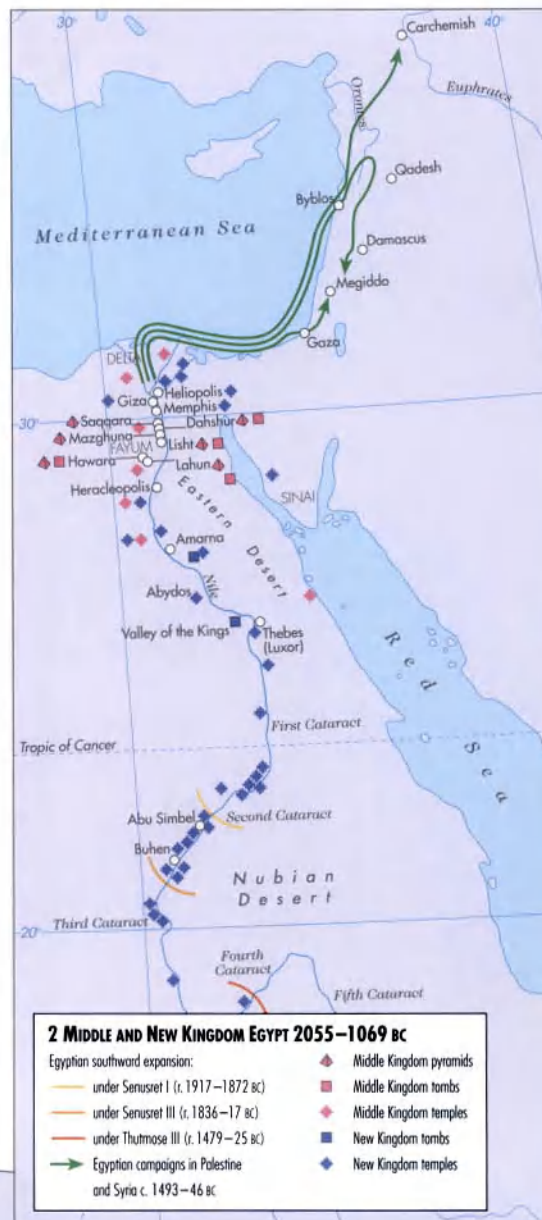 30°
40°
Carchemish
Euphrates
Orontes
Qadesh
Byblos
Mediterranean Sea
Damascus
Megiddo
Gaza
DELTA
Heliopolis
Giza
Memphis
30°
Saqqara
Dahshur
Mazghuna
FAYUM
Lisht
Hawara
Lahun
Heracleopolis
SINAI
Eastern Desert
Amarna
Nile
Abydos
Valley of the Kings
Thebes
(Luxor)
Red Sea
First Cataract
Tropic of Cancer
Abu Simbel
Second Cataract
Buhen
Nubian
Desert
Third Cataract
20°
Fourth
Cataract
Fifth Cataract
2 MIDDLE AND NEW KINGDOM EGYPT 2055–1069 BC
Egyptian southward expansion:
under Senusret I (r. 1917–1872 BC)
under Senusret III (r. 1836–17 BC)
under Thutmose III (r. 1479–25 BC)
Egyptian campaigns in Palestine
and Syria c. 1493–46 BC
Middle Kingdom pyramids
Middle Kingdom tombs
Middle Kingdom temples
New Kingdom tombs
New Kingdom temples